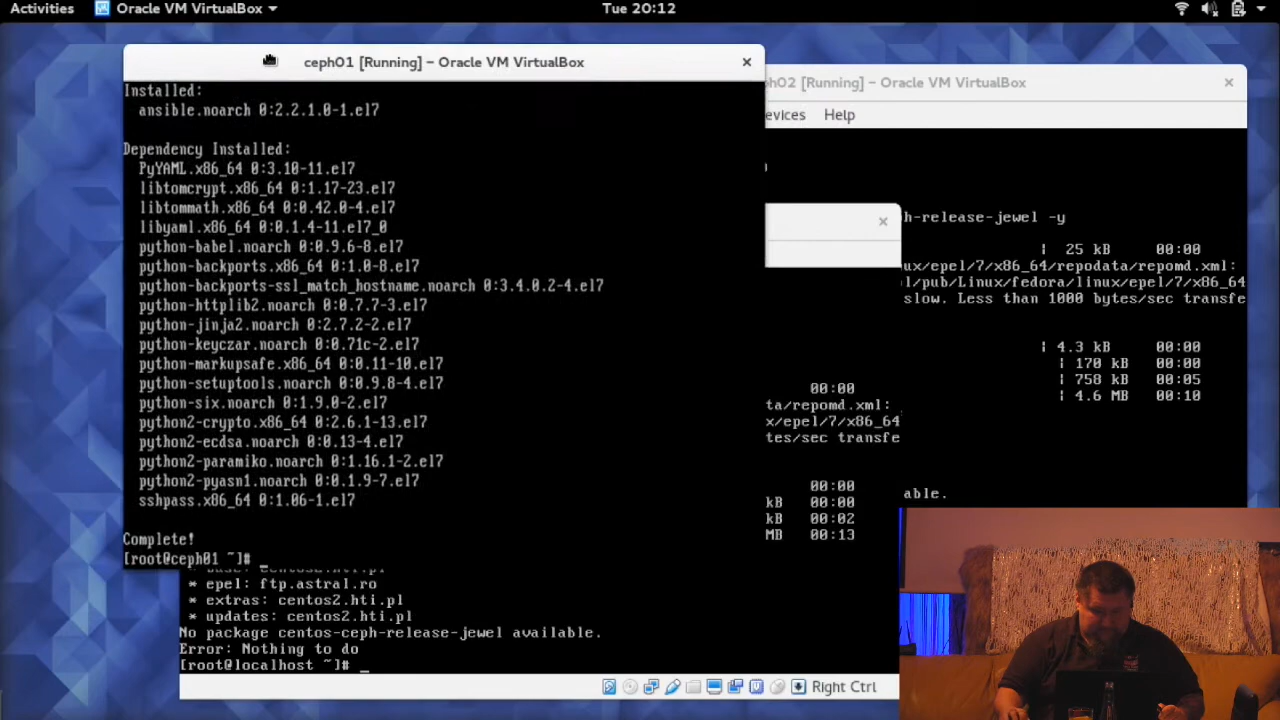 Activities Oracle VM VirtualBox Tue 20:12
ceph01 [Running] – Oracle VM VirtualBox
Installed:
ansible.noarch 0:2.2.1.0-1.el7
Dependency Installed:
PyYAML.x86_64 0:3.10-11.el7
libtomcrypt.x86_64 0:1.17-23.el7
libtommath.x86_64 0:0.42.0-4.el7
libyaml.x86_64 0:0.1.4-11.el7_0
python-babel.noarch 0:0.9.6-8.el7
python-backports.x86_64 0:1.0-8.el7
python-backports-ssl_match_hostname.noarch 0:3.4.0.2-4.el7
python-httplib2.noarch 0:0.7.7-3.el7
python-jinja2.noarch 0:2.7.2-2.el7
python-keyczar.noarch 0:0.71c-2.el7
python-markupsafe.x86_64 0:0.11-10.el7
python-setuptools.noarch 0:0.9.8-4.el7
python-six.noarch 0:1.9.0-2.el7
python2-crypto.x86_64 0:2.6.1-13.el7
python2-ecdsa.noarch 0:0.13-4.el7
python2-paramiko.noarch 0:1.16.1-2.el7
python2-pyasn1.noarch 0:0.1.9-7.el7
sshpass.x86_64 0:1.06-1.el7
Complete!
[root@ceph01 ~]# _
* epel: ftp.astral.ro
* extras: centos2.hti.pl
* updates: centos2.hti.pl
No package centos-ceph-release-jewel available.
Error: Nothing to do
[root@localhost ~]# _
Right Ctrl
h02 [Running] – Oracle VM VirtualBox
evices Help
h-release-jewel -y
| 25 kB 00:00
ux/epel/7/x86_64/repodata/repomd.xml:
l/pub/Linux/fedora/linux/epel/7/x86_64
slow. Less than 1000 bytes/sec transfe
| 4.3 kB 00:00
| 170 kB 00:00
| 758 kB 00:05
| 4.6 MB 00:10
able.
00:00
ta/repomd.xml:
x/epel/7/x86_64
tes/sec transfe
00:00
kB 00:00
kB 00:02
MB 00:13